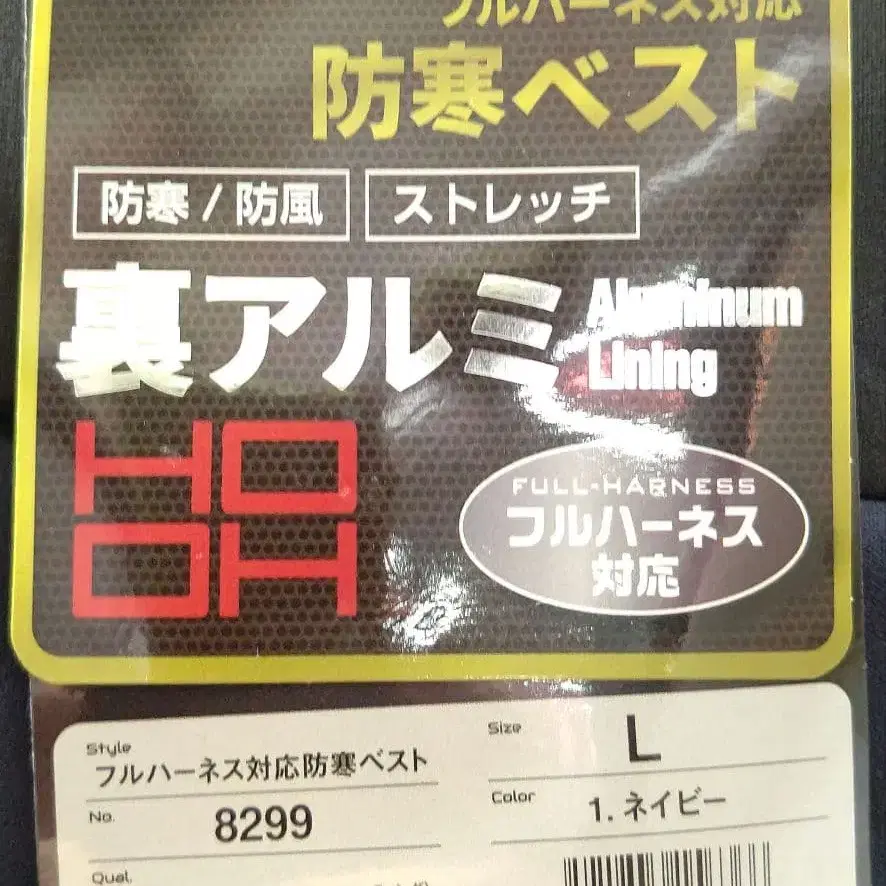 フルハーネス対応
防寒ベスト
防寒 / 防風
ストレッチ
裏アルミ
Aluminum
Lining
HO
OH
FULL-HARNESS
フルハーネス
対応
Style
フルハーネス対応防寒ベスト
Size
L
No.
8299
Color
1. ネイビー
Qual.